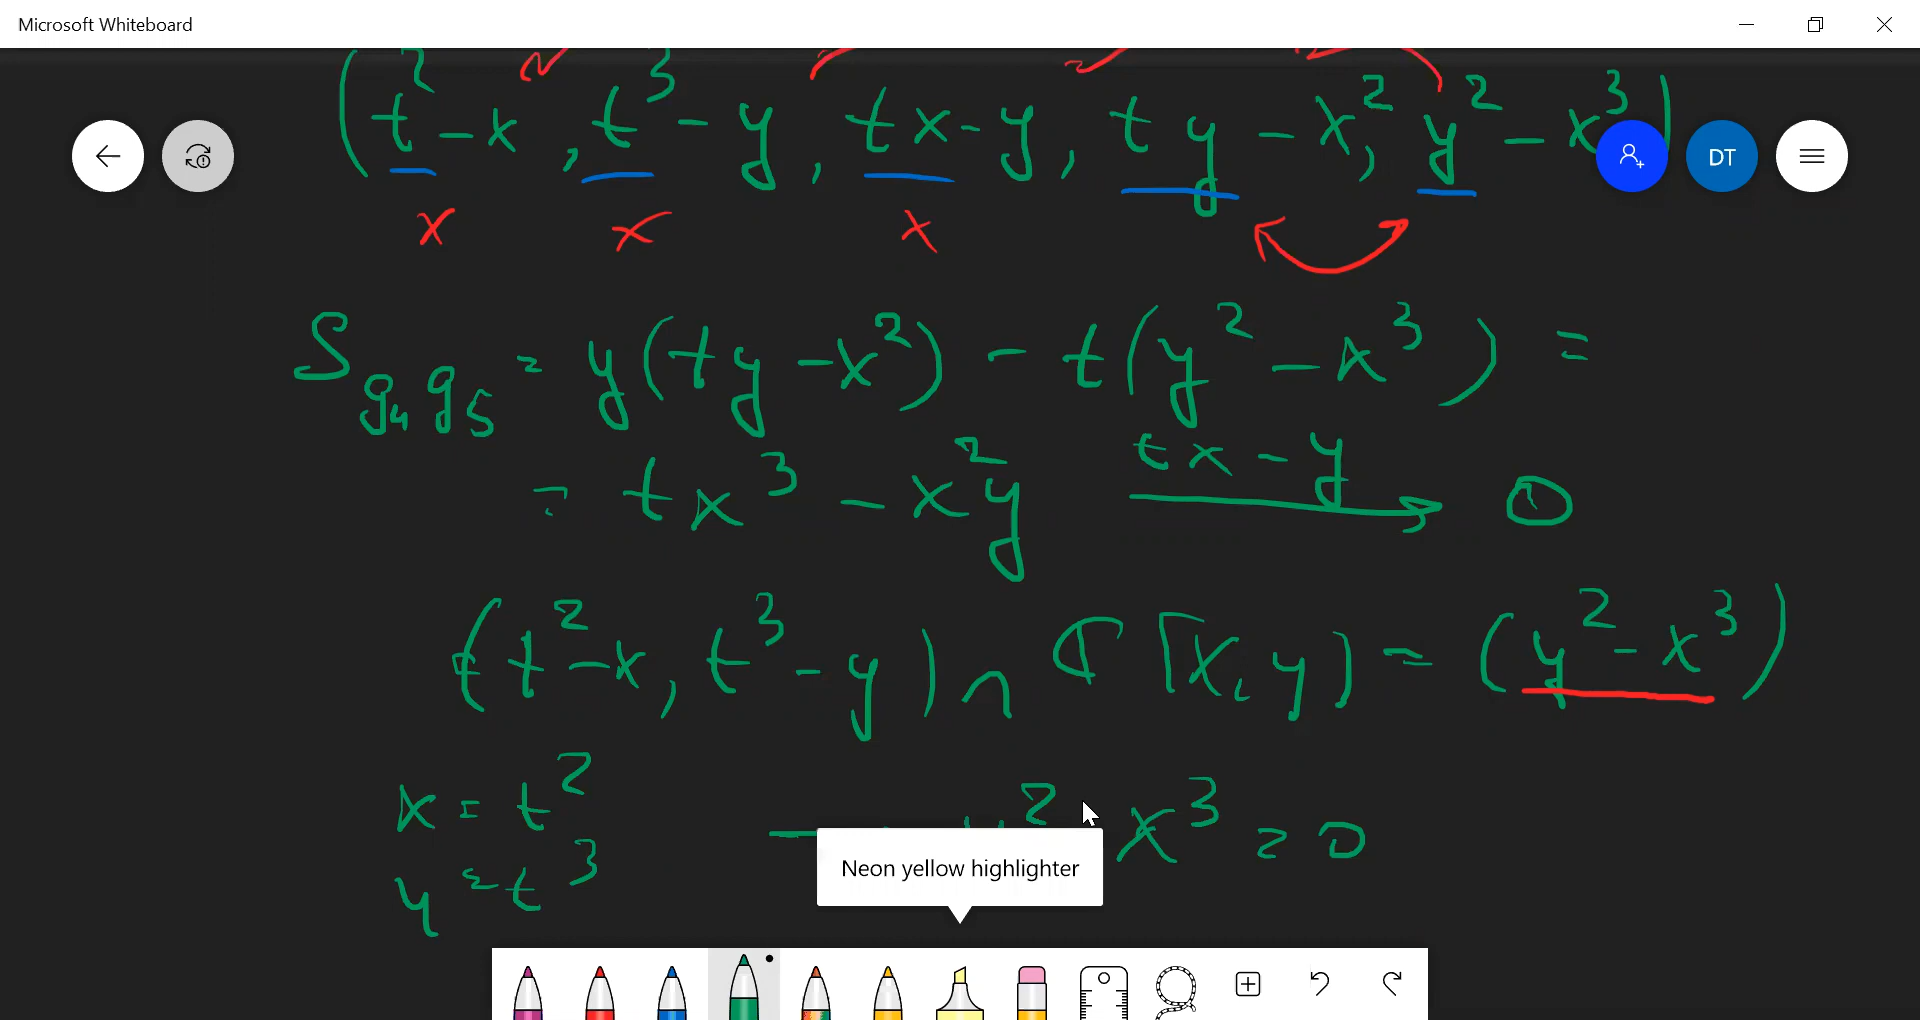 Microsoft Whiteboard
(t² - x, t³ - y, tx - y, ty - x², y² - x³)
DT
x x x
S g₄ g₅ = y(ty - x²) - t(y² - x³) =
= tx³ - x²y tx - y → 0
(t² - x, t³ - y) ∩ ℂ[x, y] = (y² - x³)
x = t²
² x³ = 0
y = t³
Neon yellow highlighter